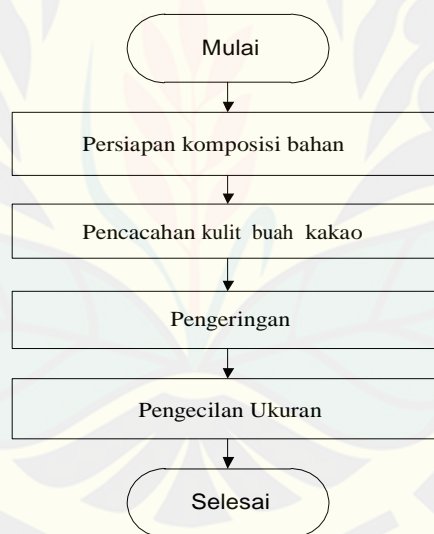 Mulai
Persiapan komposisi bahan
Pencacahan kulit buah kakao
Pengeringan
Pengecilan Ukuran
Selesai